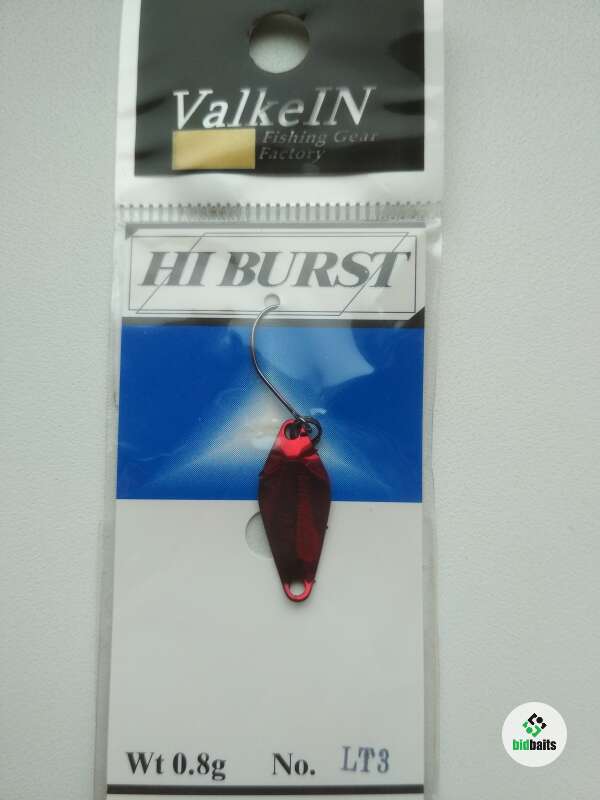 ValkeIN
Fishing Gear
Factory
HI BURST
Wt 0.8g No. LT3
bidbaits